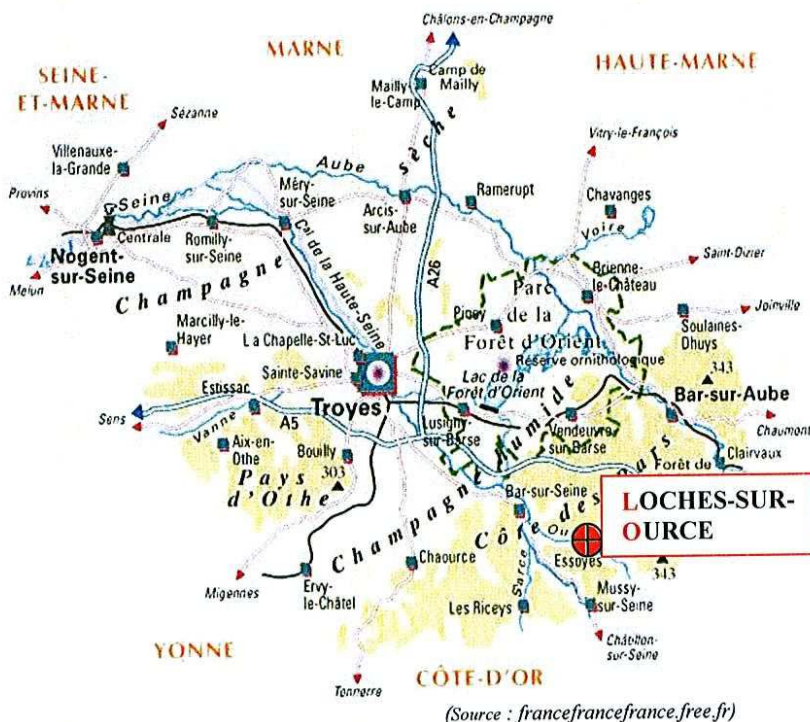 Châlons-en-Champagne
MARNE
SEINE-
ET-MARNE
HAUTE-MARNE
Camp de
Mailly
Mailly-
le-Camp
Sézanne
Vitry-le-François
Villenauxe-
la-Grande
sèche
Aube
Ramerupt
Chavanges
Provins
Seine
Méry-
sur-Seine
Arcis-
sur-Aube
Voire
Centrale
Romilly-
sur-Seine
Nogent-
sur-Seine
Melun
Champagne
Cal de la Haute-Seine
A26
Saint-Dizier
Brienne-
le-Château
Parc
de la
Forêt d'Orient
Joinville
Piney
Soulaines-
Dhuys
Marcilly-le-
Hayer
La Chapelle-St-Luc
Réserve ornithologique
343
Sainte-Savine
Lac de la
Forêt d'Orient
Estissac
Troyes
Bar-sur-Aube
Sens
Vanne
A5
Lusigny-
sur-Barse
Vendeuvre-
sur-Barse
Chaumont
Aix-en-
Othe
Bouilly
humide
Clairvaux
Forêt de
Pays
d'Othe
303
Bar-sur-Seine
Côte des Bars
Champagne
Ou
LOCHES-SUR-
OURCE
Essoyes
343
Chaource
Sarce
Migennes
Ervy-
le-Châtel
Les Riceys
Mussy-
sur-Seine
Châtillon-
sur-Seine
YONNE
CÔTE-D'OR
Tonnerre
(Source : francefrancefrance.free.fr)